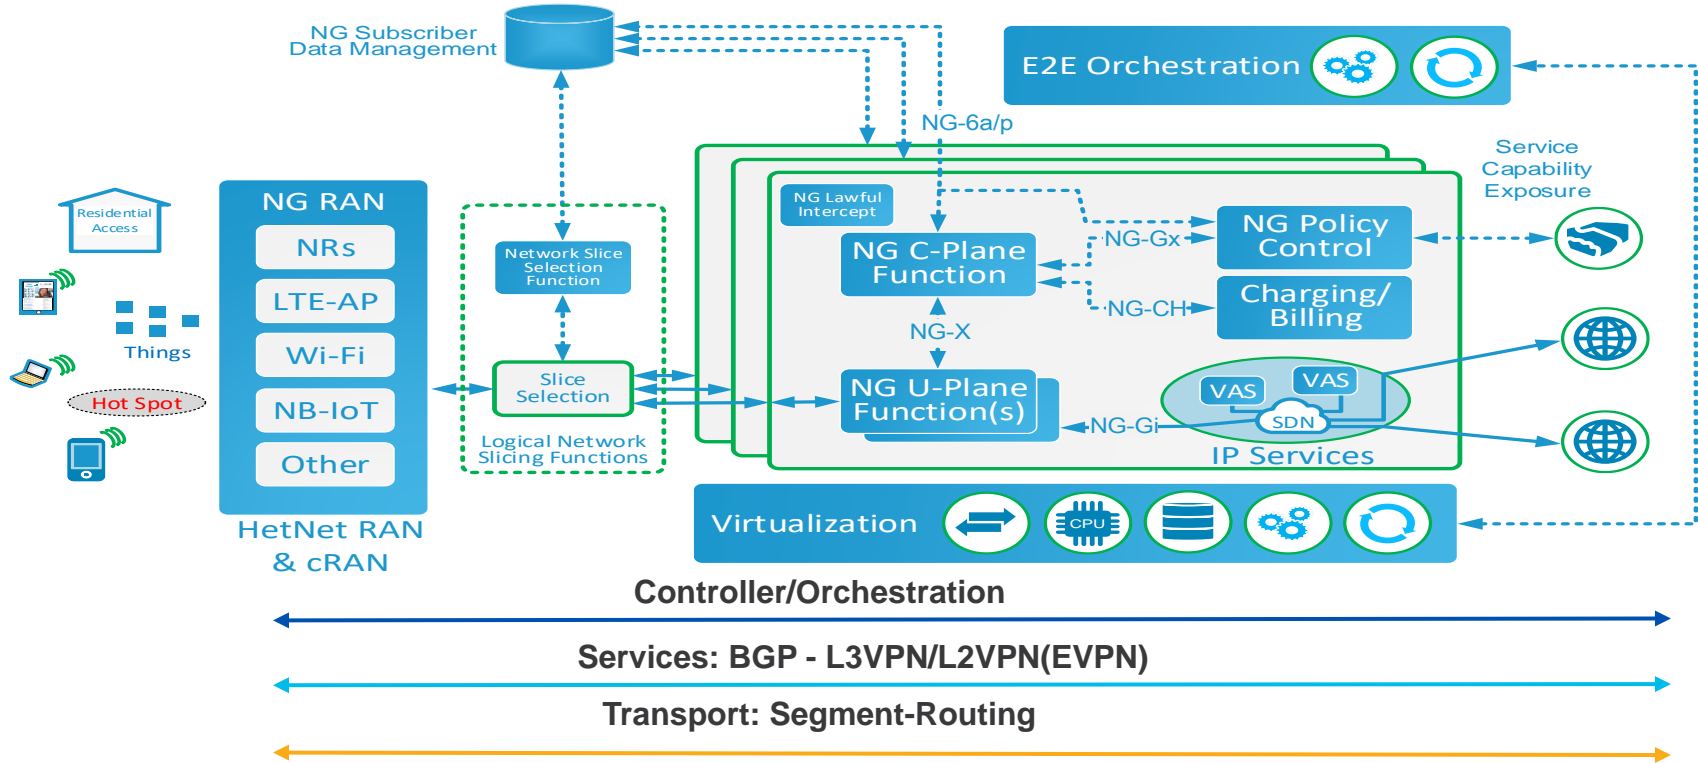 NG Subscriber
Data Management
E2E Orchestration
NG-6a/p
Service
Capability
Exposure
Residential
Access
Things
Hot Spot
NG RAN
NRs
LTE-AP
Wi-Fi
NB-IoT
Other
HetNet RAN
& cRAN
Network Slice
Selection
Function
Slice
Selection
Logical Network
Slicing Functions
NG Lawful
Intercept
NG C-Plane
Function
NG-X
NG U-Plane
Function(s)
NG-Gx
NG-CH
NG-Gi
NG Policy
Control
Charging/
Billing
VAS
VAS
SDN
IP Services
Virtualization
CPU
Controller/Orchestration
Services: BGP - L3VPN/L2VPN(EVPN)
Transport: Segment-Routing